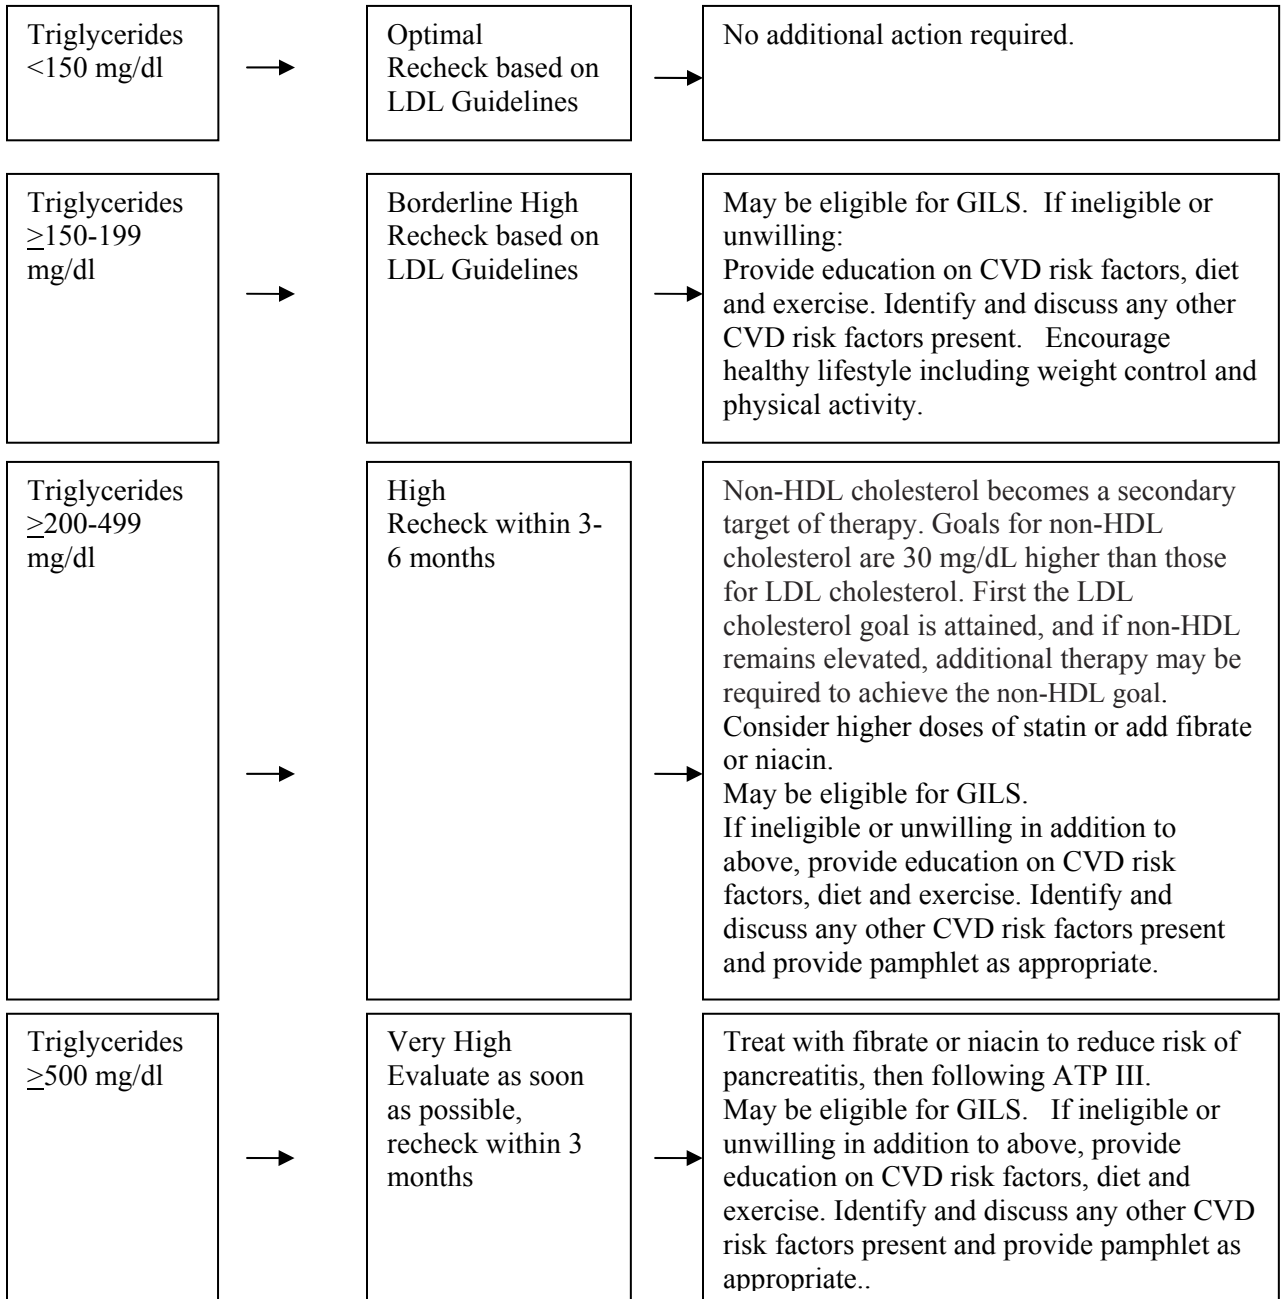 Triglycerides
<150 mg/dl
Optimal
Recheck based on
LDL Guidelines
No additional action required.
Triglycerides
≥150-199
mg/dl
Borderline High
Recheck based on
LDL Guidelines
May be eligible for GILS.  If ineligible or
unwilling:
Provide education on CVD risk factors, diet
and exercise. Identify and discuss any other
CVD risk factors present.   Encourage
healthy lifestyle including weight control and
physical activity.
Triglycerides
≥200-499
mg/dl
High
Recheck within 3-
6 months
Non-HDL cholesterol becomes a secondary
target of therapy. Goals for non-HDL
cholesterol are 30 mg/dL higher than those
for LDL cholesterol. First the LDL
cholesterol goal is attained, and if non-HDL
remains elevated, additional therapy may be
required to achieve the non-HDL goal.
Consider higher doses of statin or add fibrate
or niacin.
May be eligible for GILS.
If ineligible or unwilling in addition to
above, provide education on CVD risk
factors, diet and exercise. Identify and
discuss any other CVD risk factors present
and provide pamphlet as appropriate.
Triglycerides
≥500 mg/dl
Very High
Evaluate as soon
as possible,
recheck within 3
months
Treat with fibrate or niacin to reduce risk of
pancreatitis, then following ATP III.
May be eligible for GILS.   If ineligible or
unwilling in addition to above, provide
education on CVD risk factors, diet and
exercise. Identify and discuss any other CVD
risk factors present and provide pamphlet as
appropriate..